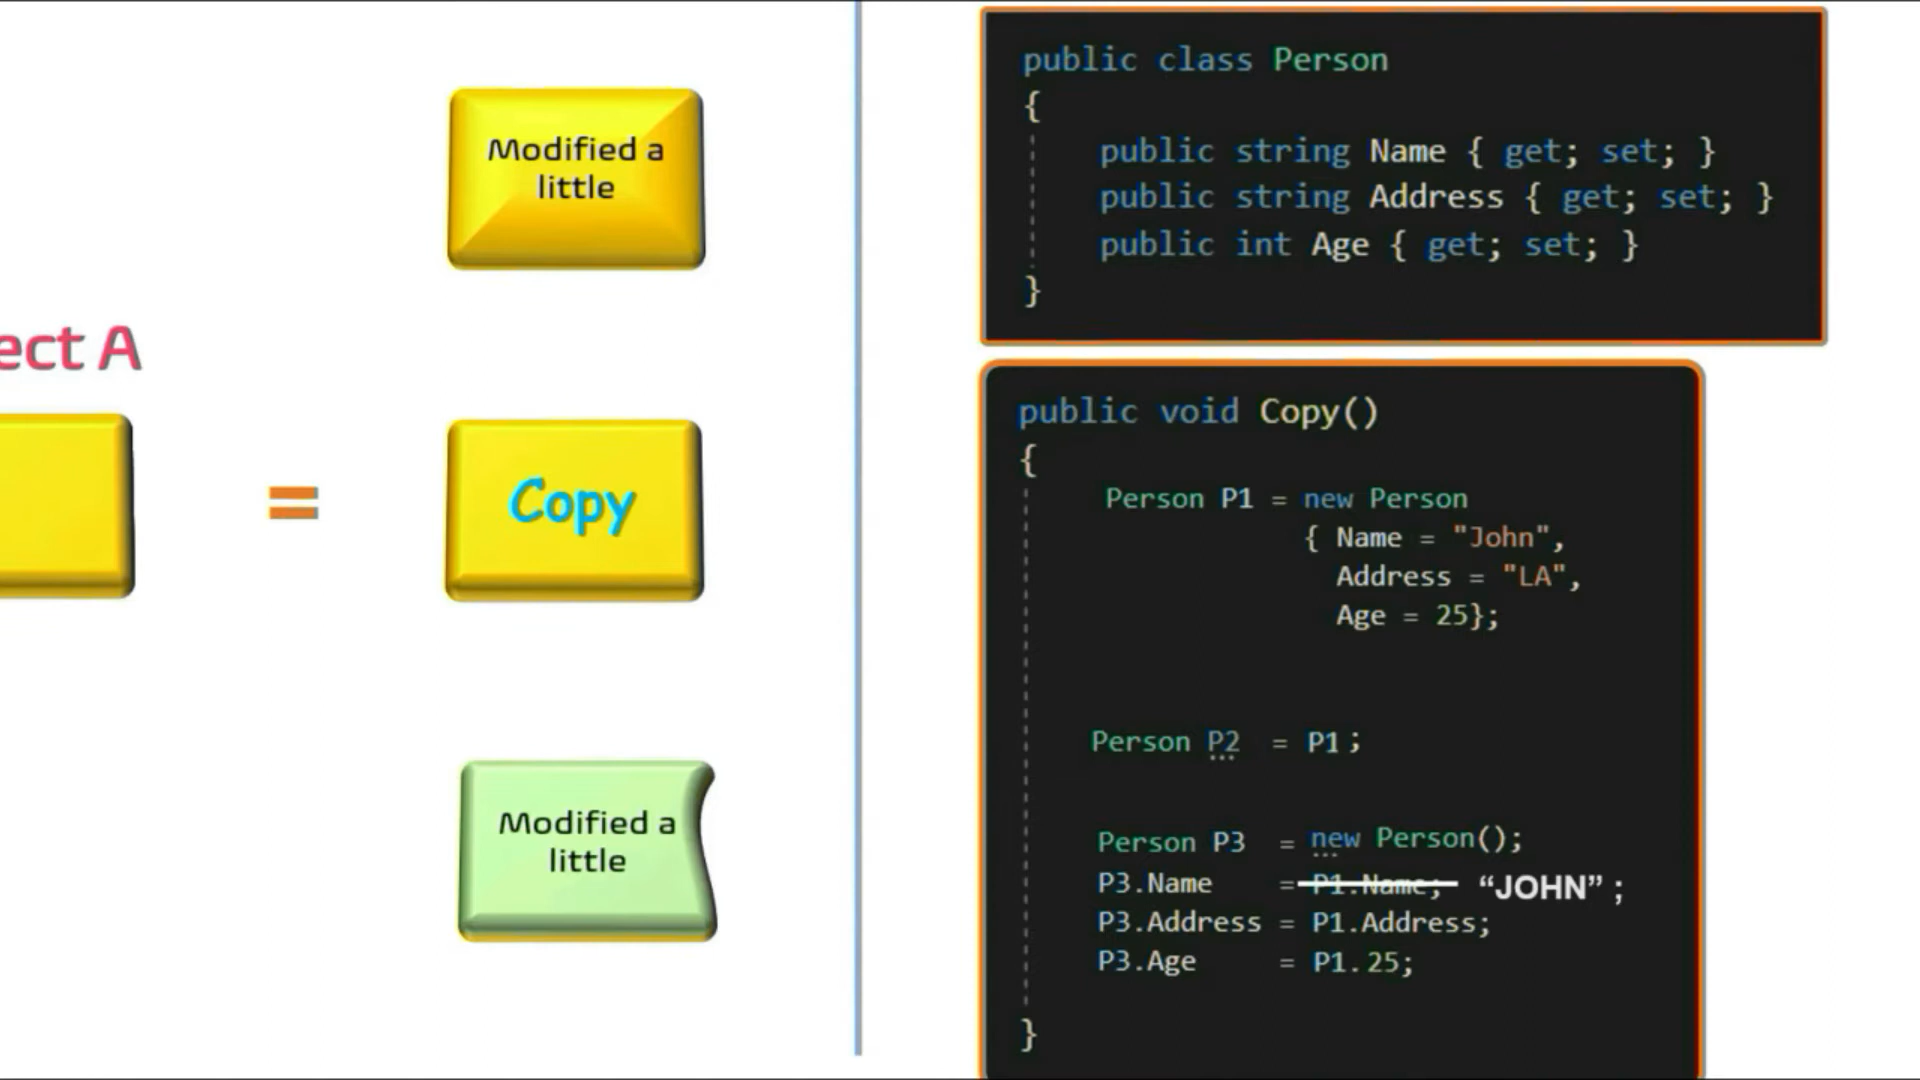 Modified a
little
ect A
=
Copy
Modified a
little
public class Person
{
public string Name { get; set; }
public string Address { get; set; }
public int Age { get; set; }
}
public void Copy()
{
Person P1 = new Person
{ Name = "John",
Address = "LA",
Age = 25};
Person P2 = P1 ;
Person P3 = new Person();
P3.Name = P1.Name; “JOHN” ;
P3.Address = P1.Address;
P3.Age = P1.25;
}